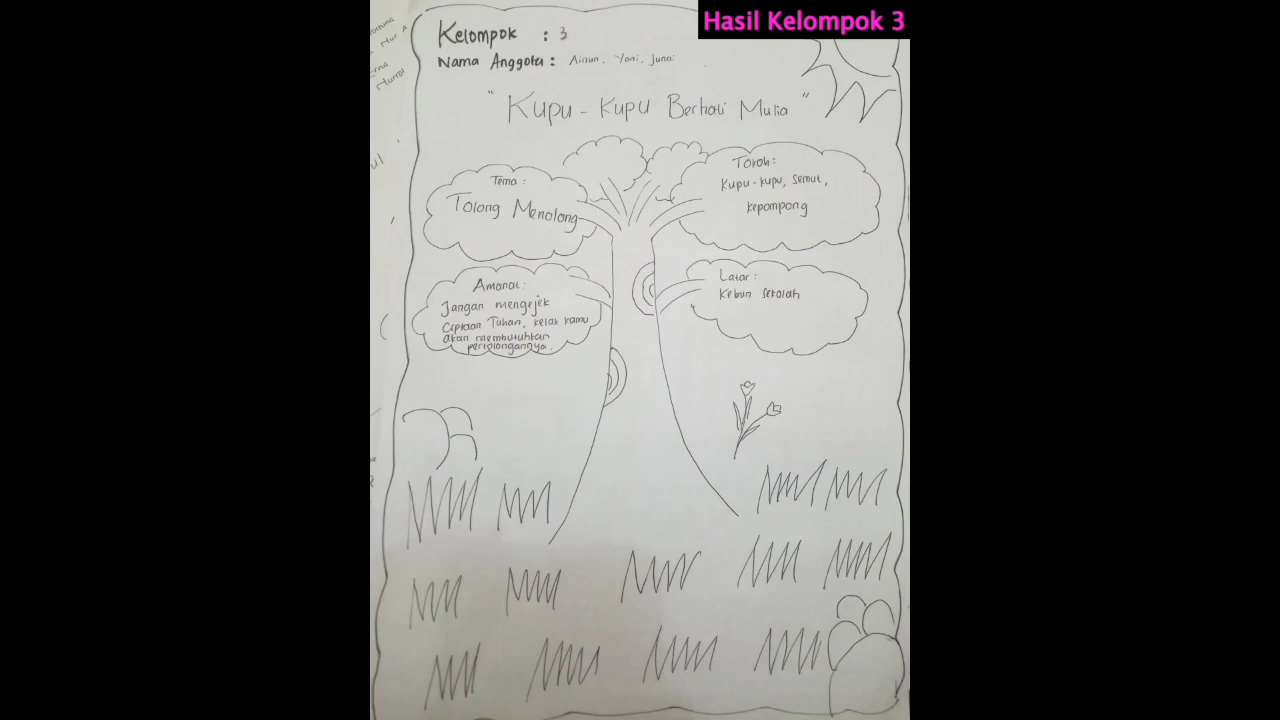 Hasil Kelompok 3
Kelompok : 3
Nama Anggota : Ainun, Yani, Junai
"Kupu-Kupu Berhati Mulia"
Tema :
Tolong Menolong
Tokoh :
Kupu-kupu, semut,
kepompong
Amanat :
Jangan mengejek
Ciptaan Tuhan, kelak kamu
akan membutuhkan
pertolongannya.
Latar :
Kebun sekolah